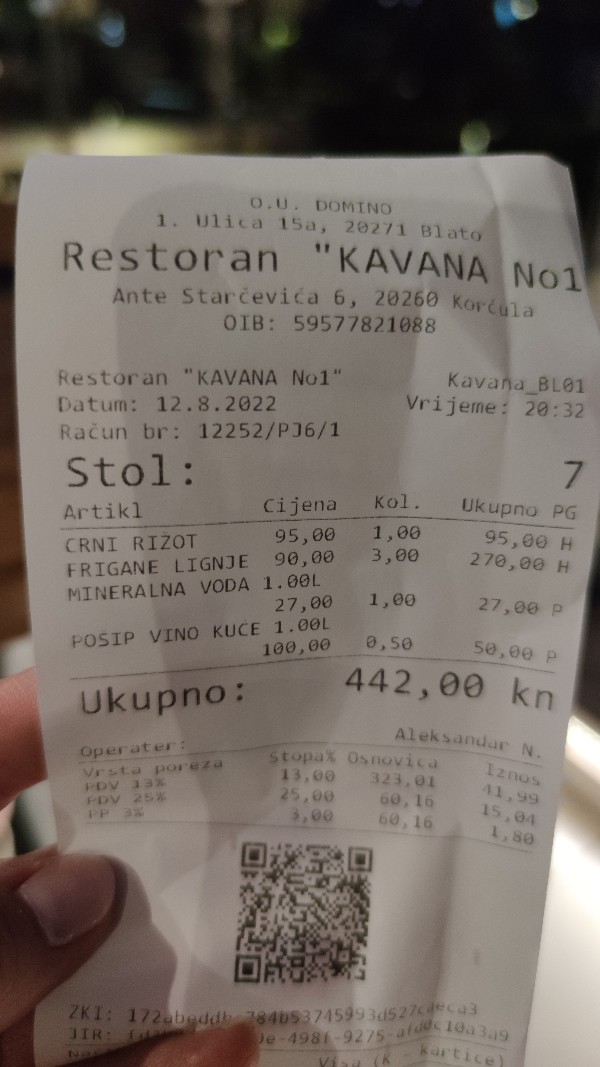 O.U. DOMINO
1. Ulica 15a, 20271 Blato
Restoran "KAVANA No1
Ante Starčevića 6, 20260 Korčula
OIB: 59577821088
Restoran "KAVANA No1" Kavana_BL01
Datum: 12.8.2022 Vrijeme: 20:32
Račun br: 12252/PJ6/1
Stol: 7
Artikl Cijena Kol. Ukupno PG
CRNI RIŽOT 95,00 1,00 95,00 H
FRIGANE LIGNJE 90,00 3,00 270,00 H
MINERALNA VODA 1.00L
27,00 1,00 27,00 P
POSIP VINO KUĆE 1.00L
100,00 0,50 50,00 P
Ukupno: 442,00 kn
Operater: Aleksandar N.
Vrsta poreza Stopa% Osnovica Iznos
PDV 13% 13,00 323,01 41,99
PDV 25% 25,00 60,16 15,04
PP 3% 3,00 60,16 1,80
ZKI:
JIR:
Visa (K - kartice)